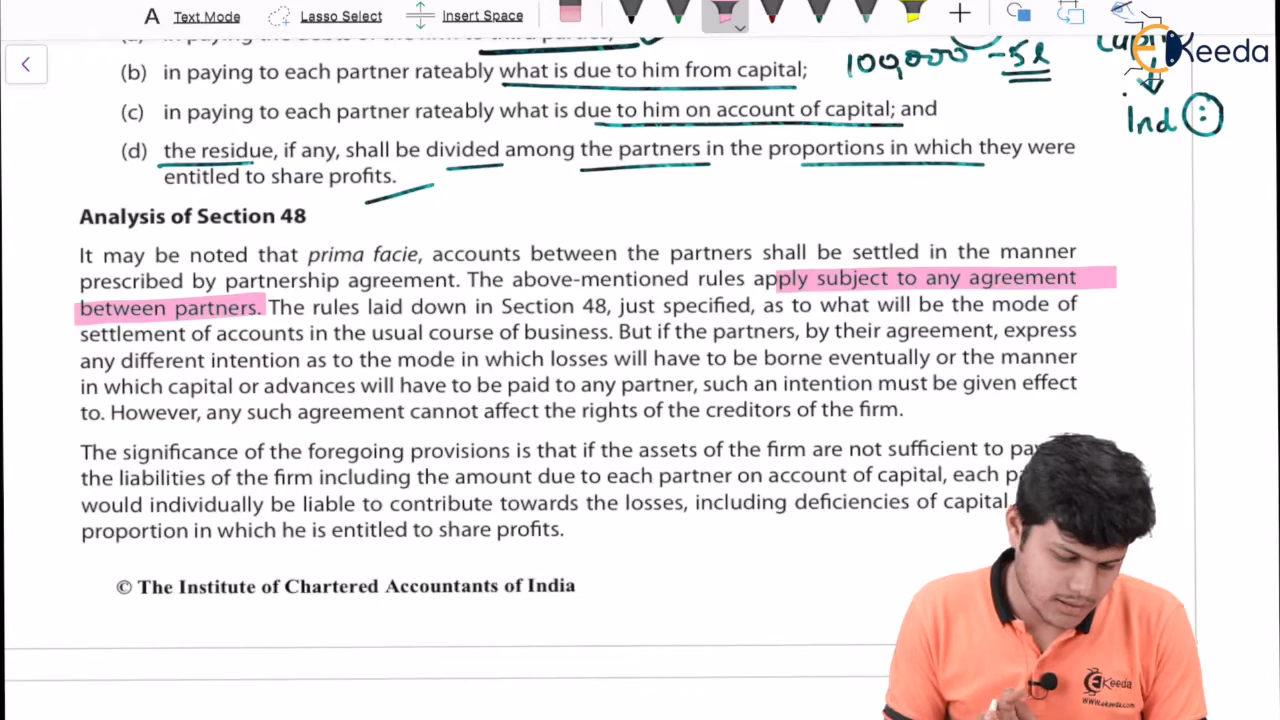 A Text Mode Lasso Select Insert Space
(b) in paying to each partner rateably what is due to him from capital;
100,000 - 5l
Keeda
(c) in paying to each partner rateably what is due to him on account of capital; and
Ind
(d) the residue, if any, shall be divided among the partners in the proportions in which they were
entitled to share profits.
Analysis of Section 48
It may be noted that prima facie, accounts between the partners shall be settled in the manner
prescribed by partnership agreement. The above-mentioned rules apply subject to any agreement
between partners. The rules laid down in Section 48, just specified, as to what will be the mode of
settlement of accounts in the usual course of business. But if the partners, by their agreement, express
any different intention as to the mode in which losses will have to be borne eventually or the manner
in which capital or advances will have to be paid to any partner, such an intention must be given effect
to. However, any such agreement cannot affect the rights of the creditors of the firm.
The significance of the foregoing provisions is that if the assets of the firm are not sufficient to
the liabilities of the firm including the amount due to each partner on account of capital, each
would individually be liable to contribute towards the losses, including deficiencies of capital
proportion in which he is entitled to share profits.
© The Institute of Chartered Accountants of India
Keeda
www.ekeeda.com